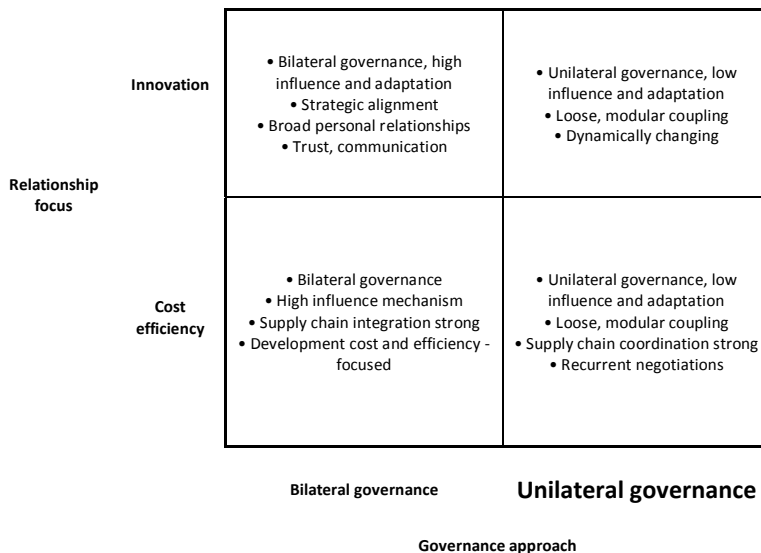 Innovation
• Bilateral governance, high
influence and adaptation
• Strategic alignment
• Broad personal relationships
• Trust, communication
• Unilateral governance, low
influence and adaptation
• Loose, modular coupling
• Dynamically changing
Relationship
focus
Cost
efficiency
• Bilateral governance
• High influence mechanism
• Supply chain integration strong
• Development cost and efficiency -
focused
• Unilateral governance, low
influence and adaptation
• Loose, modular coupling
• Supply chain coordination strong
• Recurrent negotiations
Bilateral governance
Unilateral governance
Governance approach